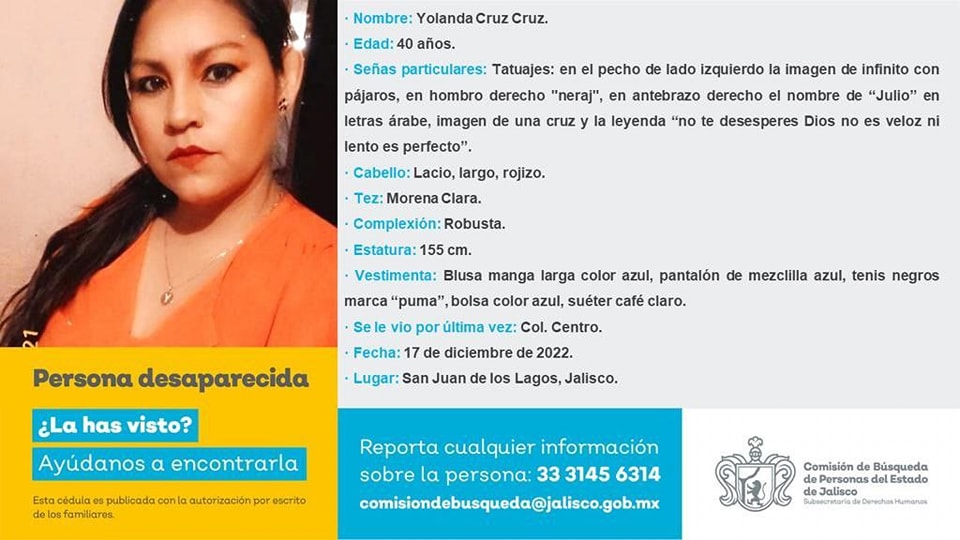 · Nombre: Yolanda Cruz Cruz.
· Edad: 40 años.
· Señas particulares: Tatuajes: en el pecho de lado izquierdo la imagen de infinito con
pájaros, en hombro derecho "neraj", en antebrazo derecho el nombre de “Julio” en
letras árabe, imagen de una cruz y la leyenda “no te desesperes Dios no es veloz ni
lento es perfecto”.
· Cabello: Lacio, largo, rojizo.
· Tez: Morena Clara.
· Complexión: Robusta.
· Estatura: 155 cm.
· Vestimenta: Blusa manga larga color azul, pantalón de mezclilla azul, tenis negros
marca “puma”, bolsa color azul, suéter café claro.
· Se le vio por última vez: Col. Centro.
· Fecha: 17 de diciembre de 2022.
· Lugar: San Juan de los Lagos, Jalisco.
21
Persona desaparecida
¿La has visto?
Ayúdanos a encontrarla
Esta cédula es publicada con la autorización por escrito
de los familiares.
Reporta cualquier información
sobre la persona: 33 3145 6314
comisiondebusqueda@jalisco.gob.mx
Comisión de Búsqueda
de Personas del Estado
de Jalisco
Subsecretaría de Derechos Humanos